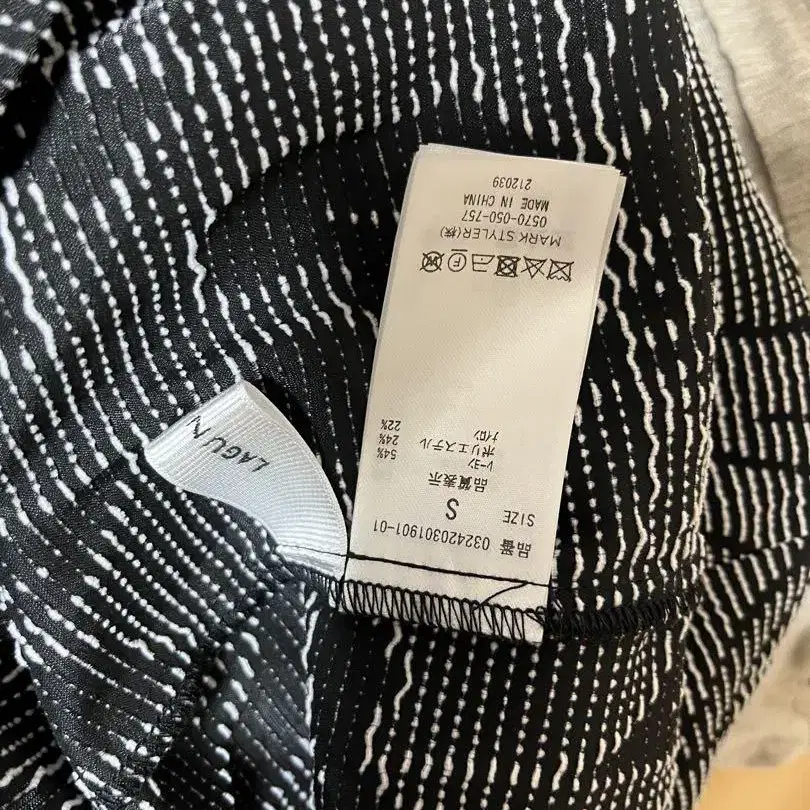 品番 032420301901-01
SIZE
S
品質表示
レーヨン 54%
ポリエステル 24%
ナイロン 22%
F
W
MARK STYLER(株)
0570-050-757
MADE IN CHINA
212039
LAGUN